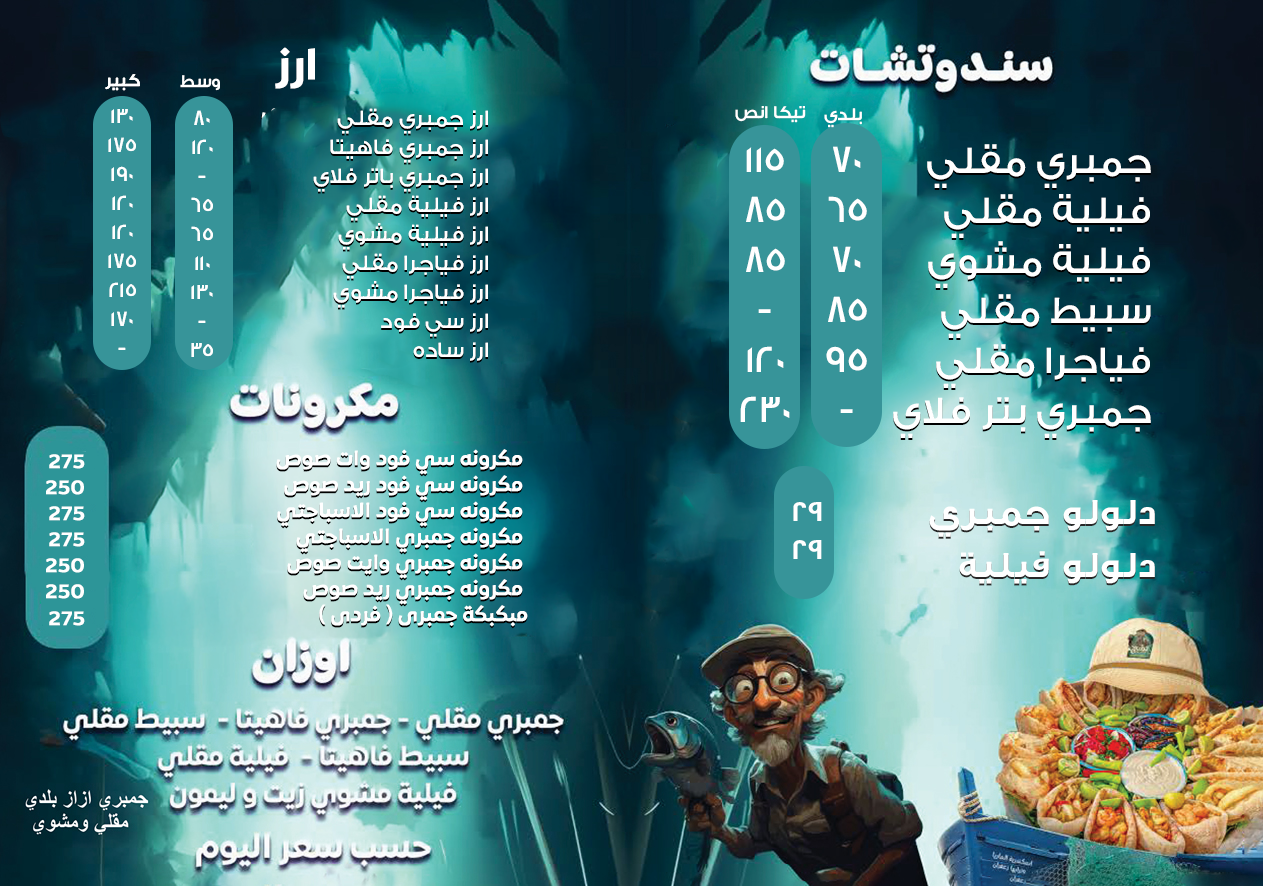 سندوتشات
بلدي تيكا انص
جمبري مقلي ٧٠ ١١٥
فيلية مقلي ٦٥ ٨٥
فيلية مشوي ٧٠ ٨٥
سبيط مقلي ٨٥ -
فياجرا مقلي ٩٥ ١٢٠
جمبري بتر فلاي - ٢٣٠
دلولو جمبري ٢٩
دلولو فيلية ٢٩
ارز
وسط كبير
ارز جمبري مقلي ٨٠ ١٣٠
ارز جمبري فاهيتا ١٢٠ ١٧٥
ارز جمبري باتر فلاي - ١٩٠
ارز فيلية مقلي ٦٥ ١٢٠
ارز فيلية مشوي ٦٥ ١٢٠
ارز فياجرا مقلي ١١٠ ١٧٥
ارز فياجرا مشوي ١٣٠ ٢١٥
ارز سي فود - ١٧٠
ارز ساده ٣٥ -
مكرونات
مكرونه سي فود وات صوص 275
مكرونه سي فود ريد صوص 250
مكرونه سي فود الاسباجتي 275
مكرونه جمبري الاسباجتي 275
مكرونه جمبري وايت صوص 250
مكرونه جمبري ريد صوص 250
مبكبكة جمبرى ( فردى ) 275
اوزان
جمبري مقلي - جمبري فاهيتا - سبيط مقلي
سبيط فاهيتا - فيلية مقلي
فيلية مشوي زيت و ليمون
جمبري ازاز بلدي
مقلي ومشوي
حسب سعر اليوم